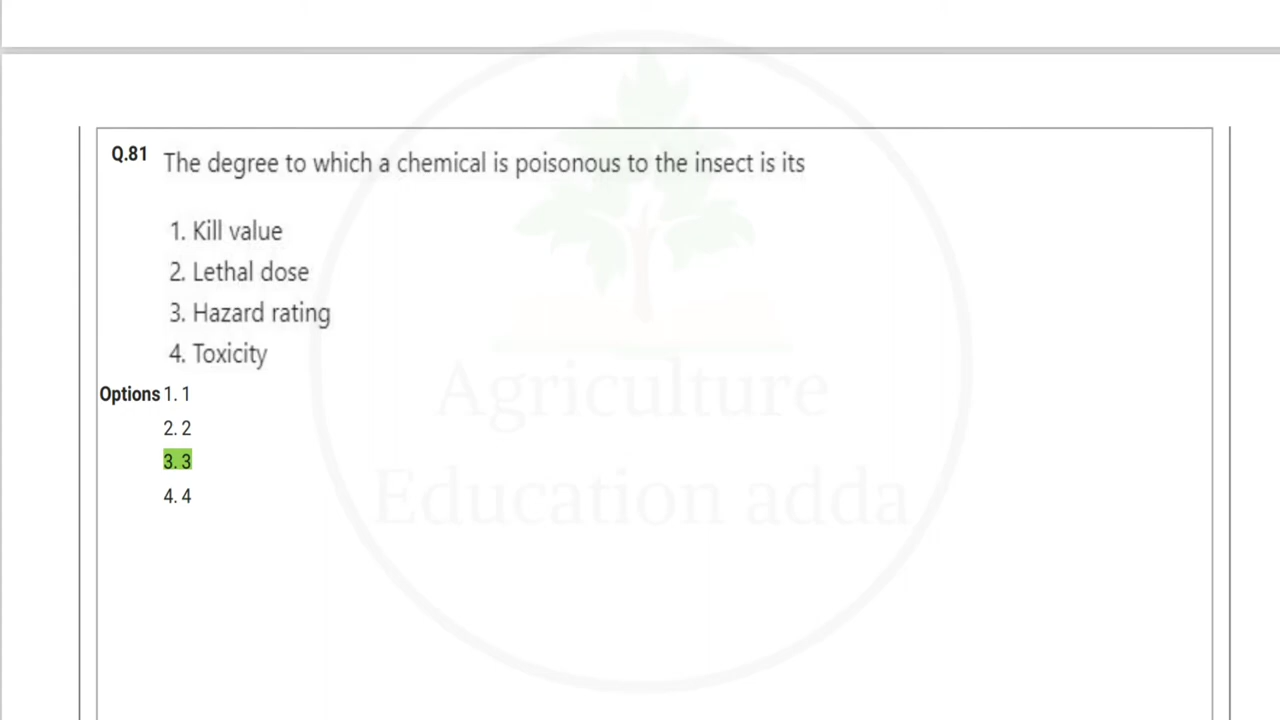 Q.81 The degree to which a chemical is poisonous to the insect is its
1. Kill value
2. Lethal dose
3. Hazard rating
4. Toxicity
Options 1. 1
2. 2
3. 3
4. 4
Agriculture
Education adda